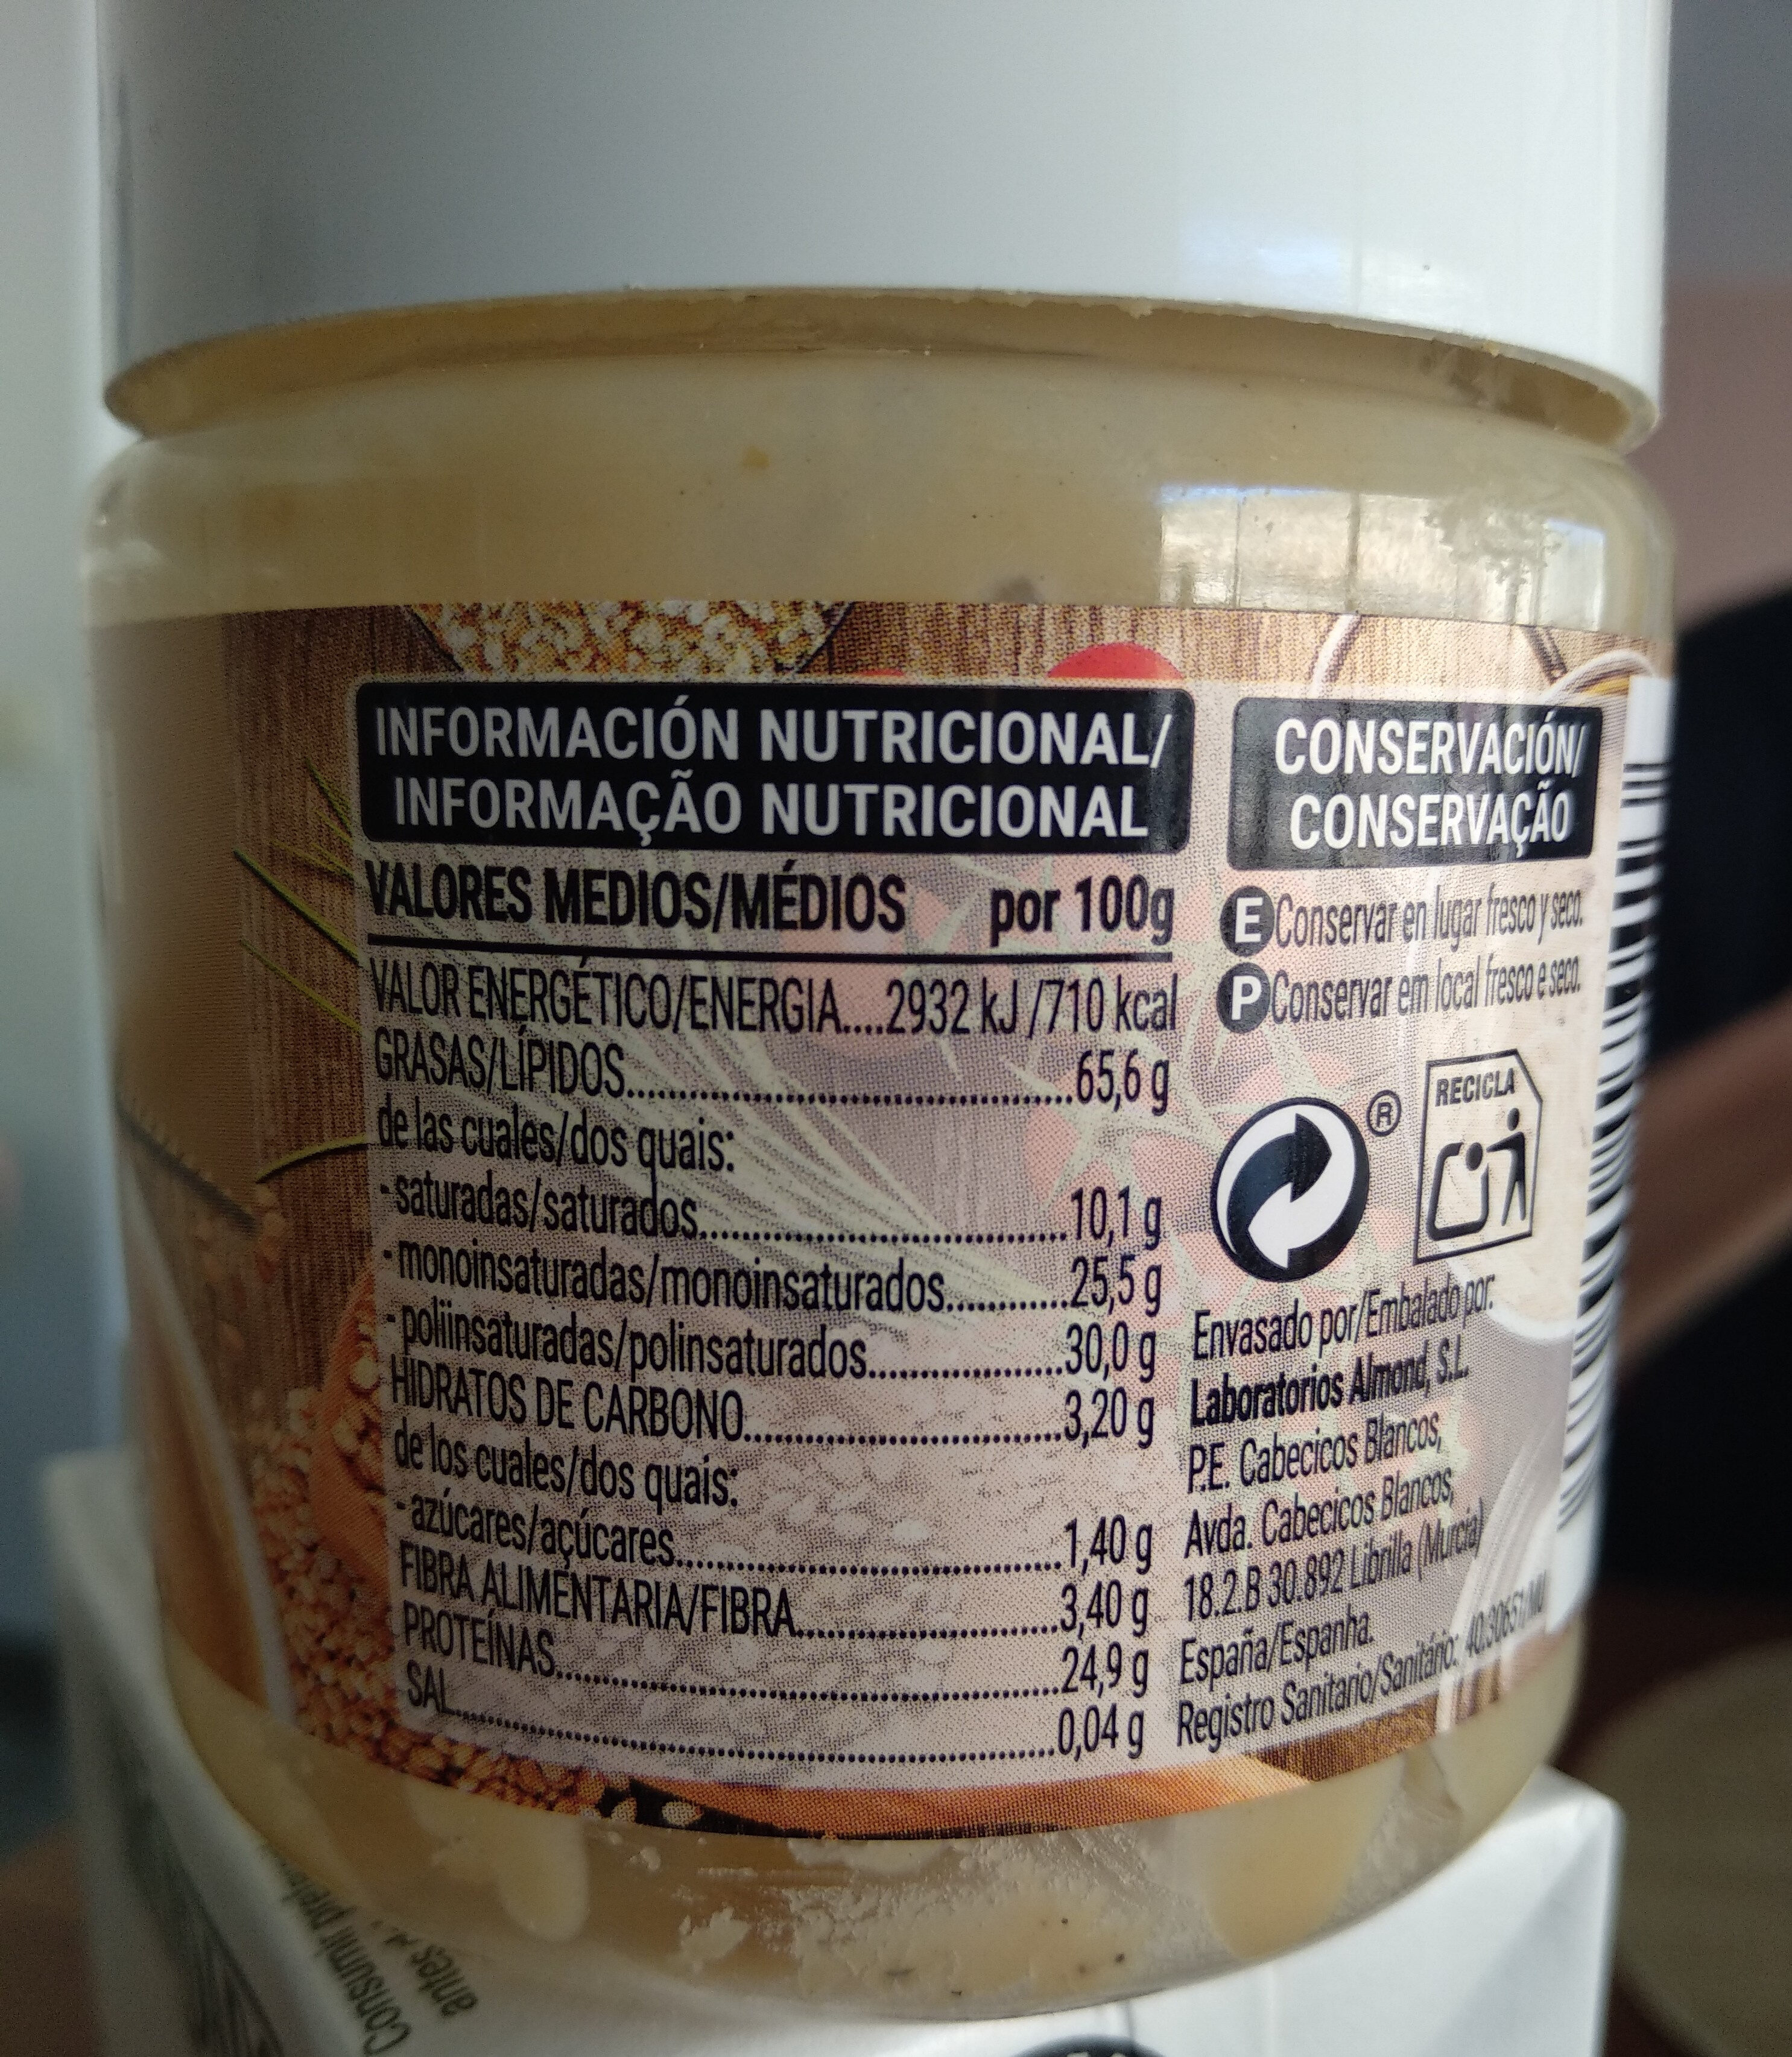 INFORMACIÓN NUTRICIONAL/
INFORMAÇÃO NUTRICIONAL
VALORES MEDIOS/MÉDIOS por 100g
VALOR ENERGÉTICO/ENERGIA....2932 kJ /710 kcal
GRASAS/LÍPIDOS..........65,6 g
de las cuales/dos quais:
-saturadas/saturados..........10,1 g
-monoinsaturadas/monoinsaturados..........25,5 g
-poliinsaturadas/polinsaturados..........30,0 g
HIDRATOS DE CARBONO..........3,20 g
de los cuales/dos quais:
-azúcares/açúcares..........1,40 g
FIBRA ALIMENTARIA/FIBRA..........3,40 g
PROTEÍNAS..........24,9 g
SAL..........0,04 g
CONSERVACIÓN/
CONSERVAÇÃO
E Conservar en lugar fresco y seco.
P Conservar em local fresco e seco.
®
RECICLA
Envasado por/Embalado por:
Laboratorios Almond, S.L.
P.E. Cabecicos Blancos,
Avda. Cabecicos Blancos,
18.2.B 30.892 Librilla (Murcia)
España/Espanha.
Registro Sanitario/Sanitário: 40.30651/MU
Consumir
antes